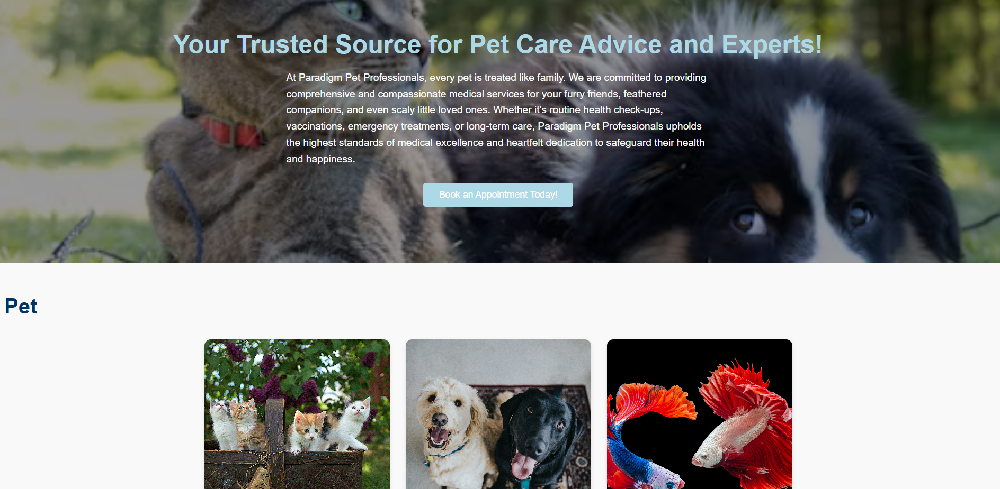 Your Trusted Source for Pet Care Advice and Experts!
At Paradigm Pet Professionals, every pet is treated like family. We are committed to providing
comprehensive and compassionate medical services for your furry friends, feathered
companions, and even scaly little loved ones. Whether it's routine health check-ups,
vaccinations, emergency treatments, or long-term care, Paradigm Pet Professionals upholds
the highest standards of medical excellence and heartfelt dedication to safeguard their health
and happiness.
Book an Appointment Today!
Pet